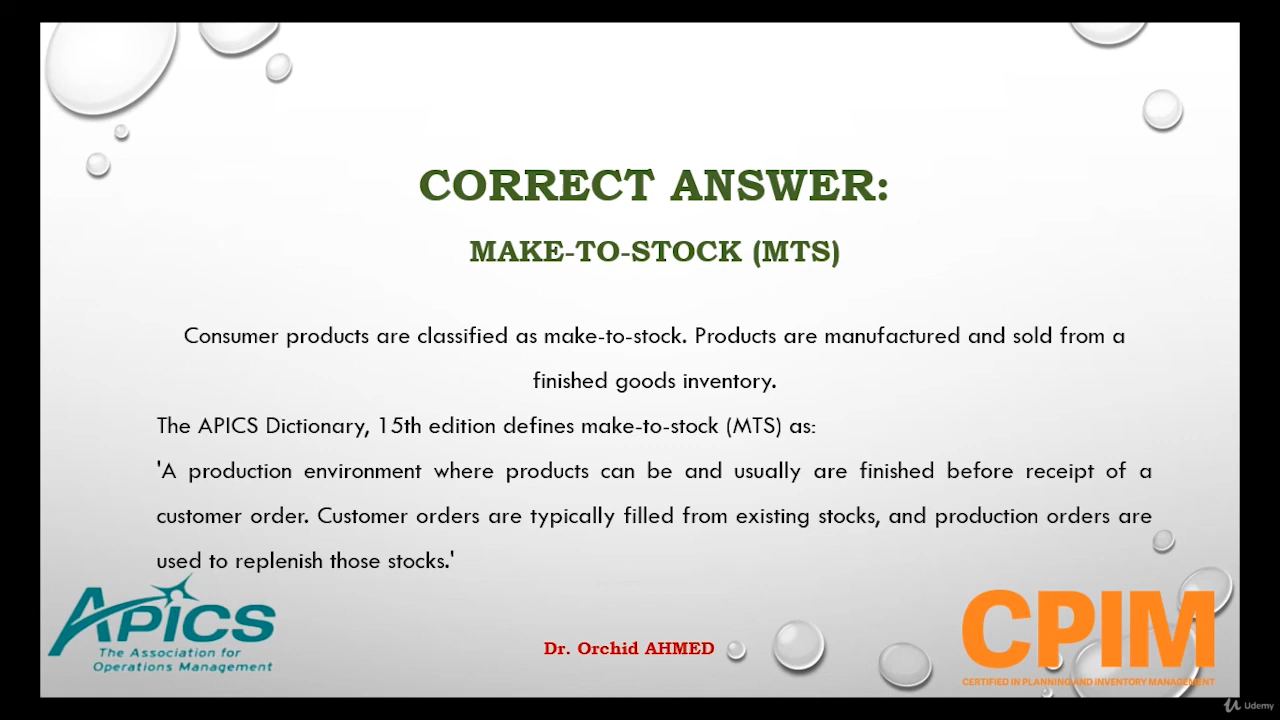 CORRECT ANSWER:
MAKE-TO-STOCK (MTS)
Consumer products are classified as make-to-stock. Products are manufactured and sold from a
finished goods inventory.
The APICS Dictionary, 15th edition defines make-to-stock (MTS) as:
'A production environment where products can be and usually are finished before receipt of a
customer order. Customer orders are typically filled from existing stocks, and production orders are
used to replenish those stocks.'
APICS
The Association for
Operations Management
Dr. Orchid AHMED
CPIM
CERTIFIED IN PLANNING AND INVENTORY MANAGEMENT
Udemy